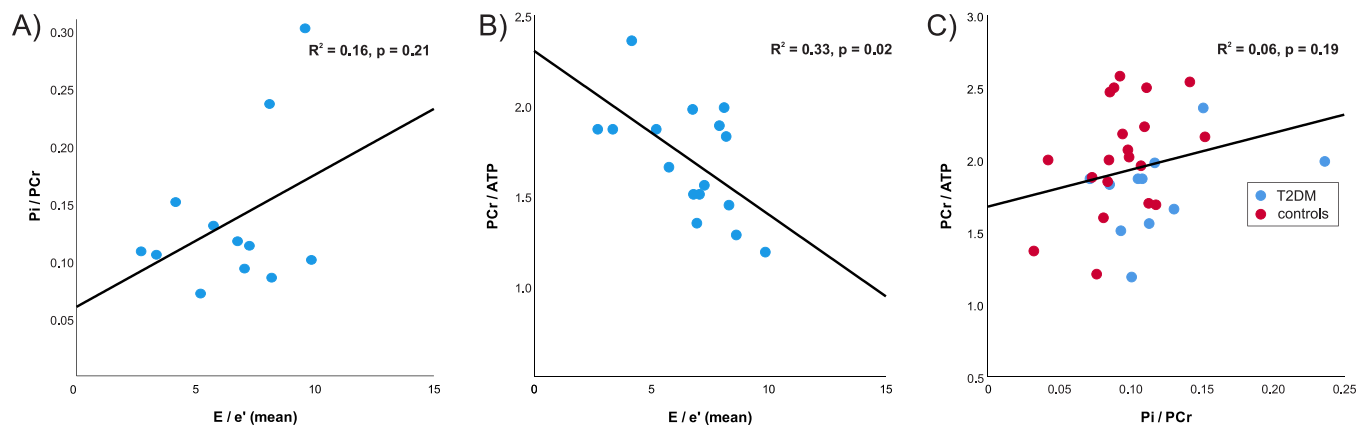 A)
Pi / PCr
0.30
0.25
0.20
0.15
0.10
0.05
0
5
10
15
E / e' (mean)
R² = 0.16, p = 0.21
B)
PCr / ATP
2.5
2.0
1.5
1.0
0
5
10
15
E / e' (mean)
R² = 0.33, p = 0.02
C)
PCr / ATP
3.0
2.5
2.0
1.5
1.0
0.5
0
0.05
0.10
0.15
0.20
0.25
Pi / PCr
R² = 0.06, p = 0.19
T2DM
controls